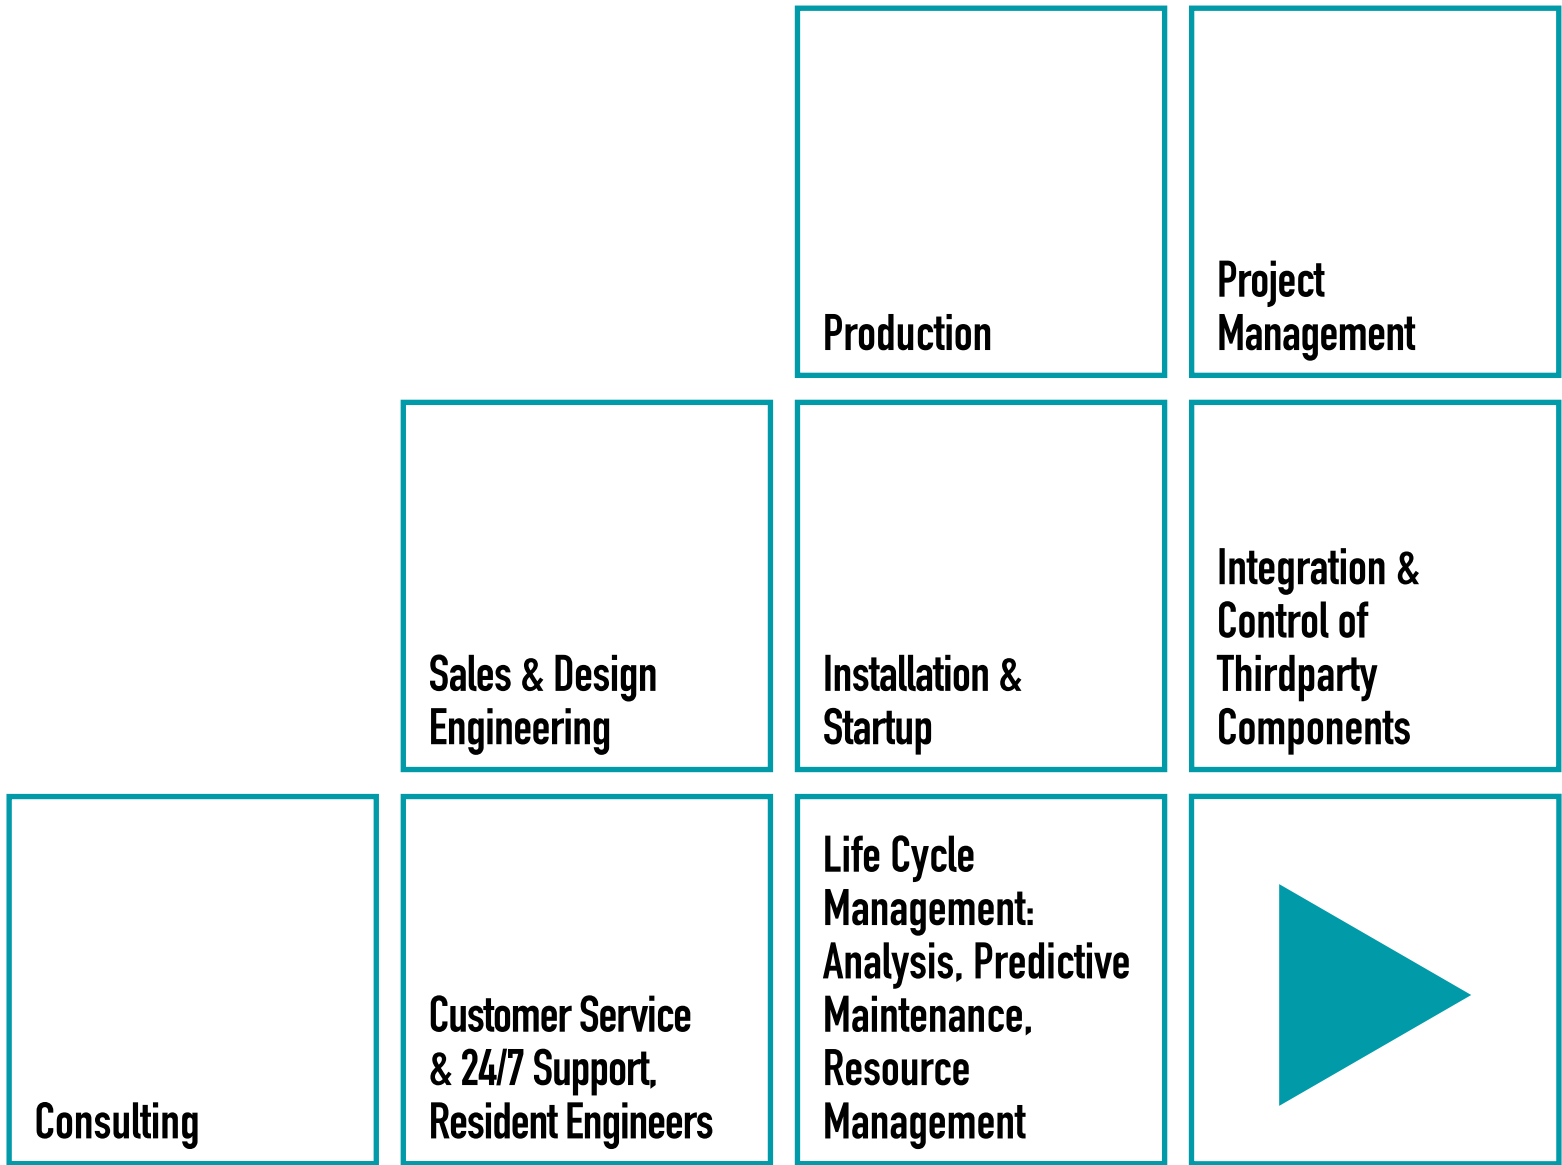 Production
Project
Management
Sales & Design
Engineering
Installation &
Startup
Integration &
Control of
Thirdparty
Components
Consulting
Customer Service
& 24/7 Support,
Resident Engineers
Life Cycle
Management:
Analysis, Predictive
Maintenance,
Resource
Management